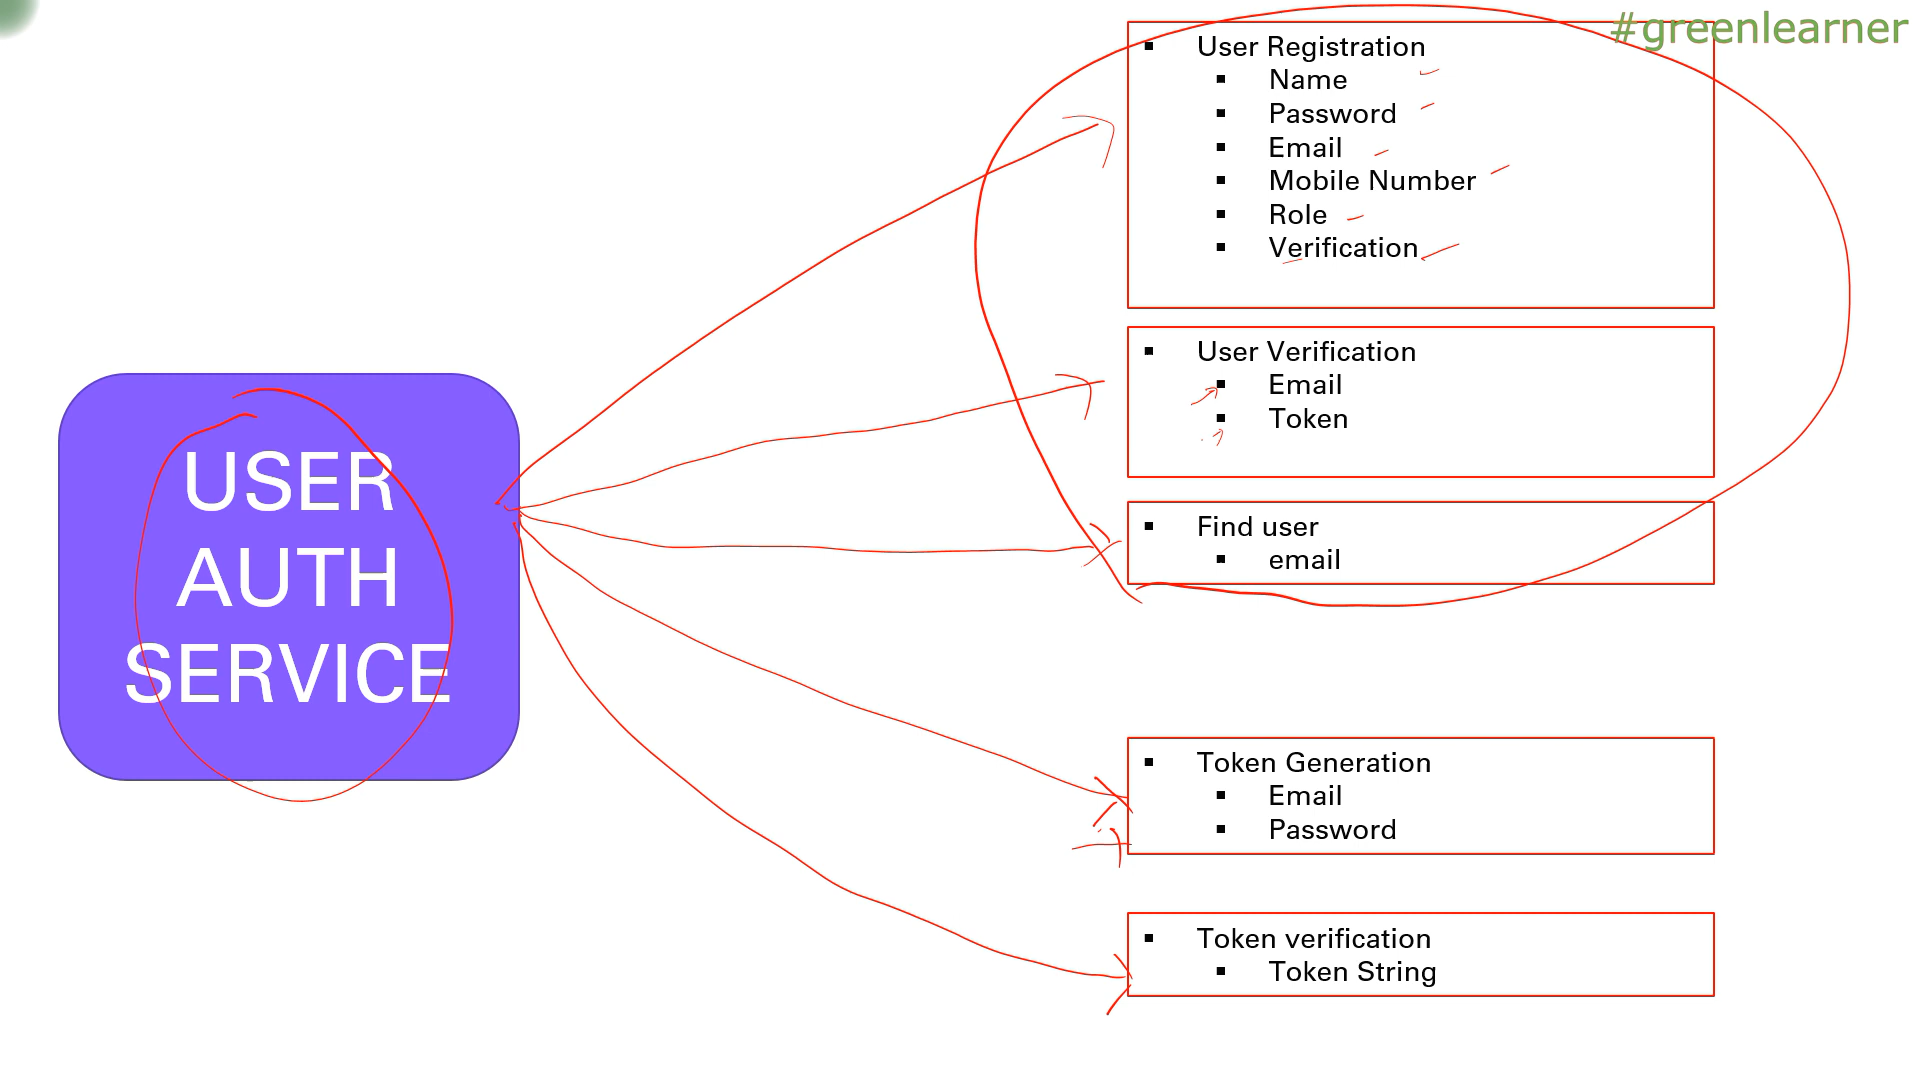 #greenlearner
▪ User Registration
▪ Name
▪ Password
▪ Email
▪ Mobile Number
▪ Role
▪ Verification
▪ User Verification
▪ Email
▪ Token
▪ Find user
▪ email
USER
AUTH
SERVICE
▪ Token Generation
▪ Email
▪ Password
▪ Token verification
▪ Token String